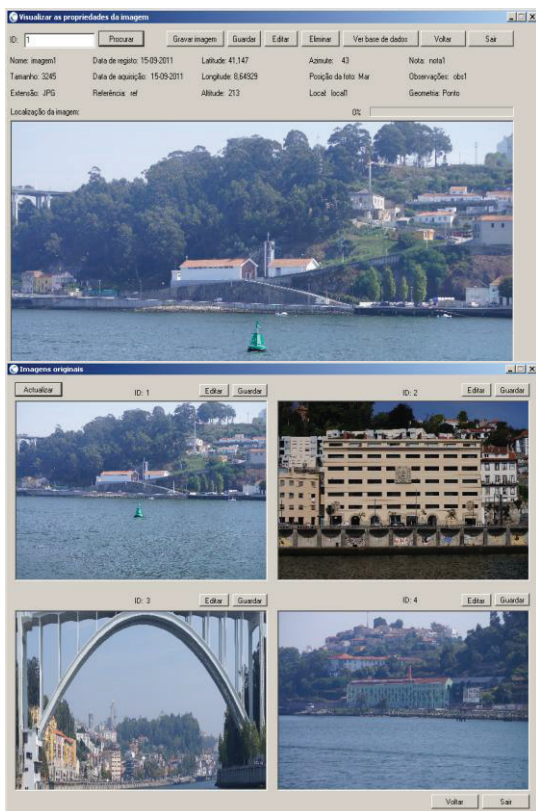 Visualizar as propriedades da imagem
ID: 1 Procurar Gravar imagem Guardar Editar Eliminar Ver base de dados Voltar Sair
Nome: imagem1 Data de registo: 15-09-2011 Latitude: 41,147 Azimute: 43 Nota: nota1
Tamanho: 3245 Data de aquisição: 15-09-2011 Longitude: 8,64929 Posição da foto: Mar Observações: obs1
Extensão: JPG Referência: ref Altitude: 213 Local: local1 Geometria: Ponto
Localização da imagem: 0%
Imagens originais
Actualizar ID: 1 Editar Guardar ID: 2 Editar Guardar
ID: 3 Editar Guardar ID: 4 Editar Guardar
Voltar Sair